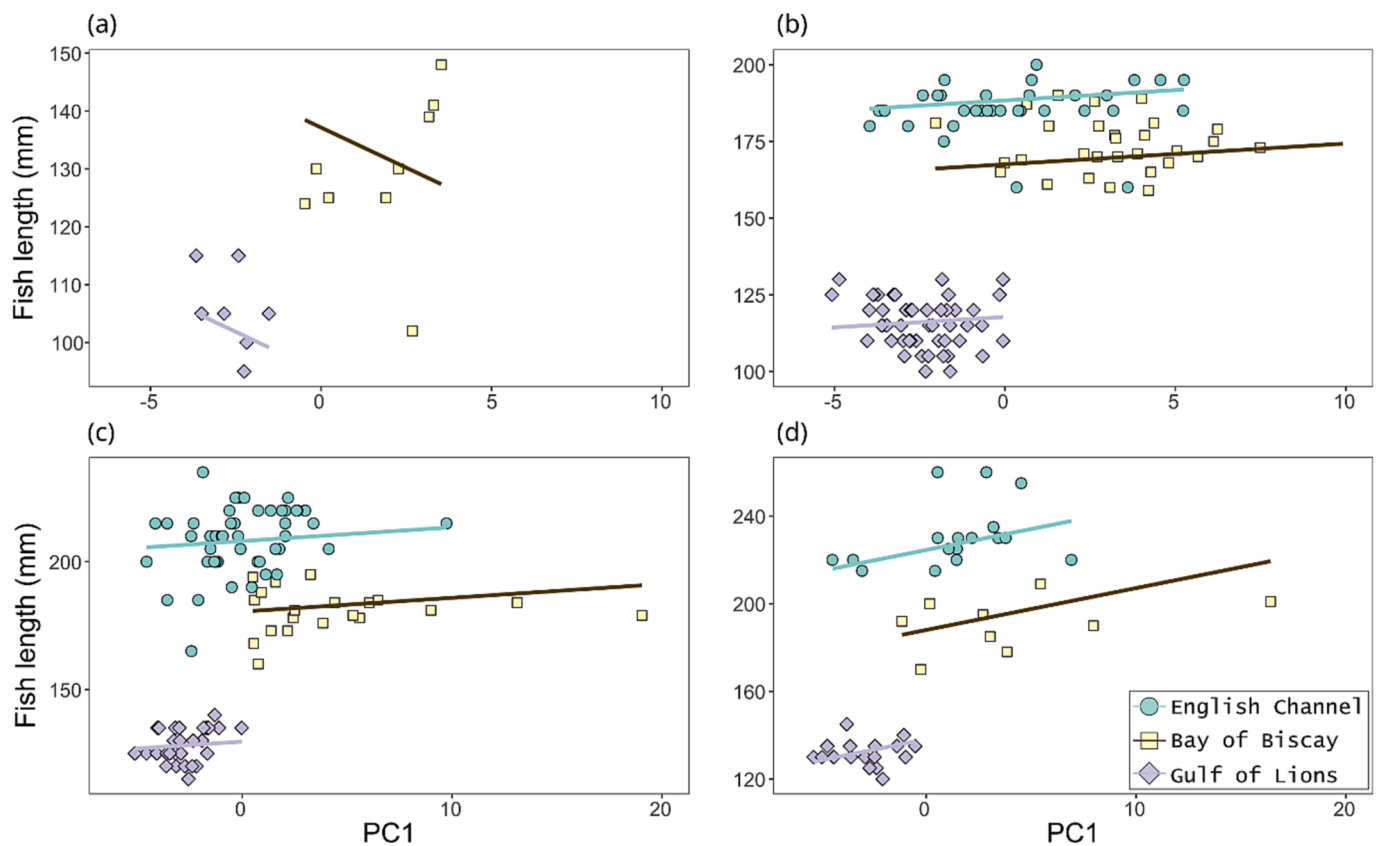 (a)
(b)
Fish length (mm)
150
140
130
120
110
100
-5
0
5
10
200
175
150
125
100
-5
0
5
10
(c)
(d)
Fish length (mm)
200
150
0
10
20
PC1
240
200
160
120
0
10
20
PC1
English Channel
Bay of Biscay
Gulf of Lions